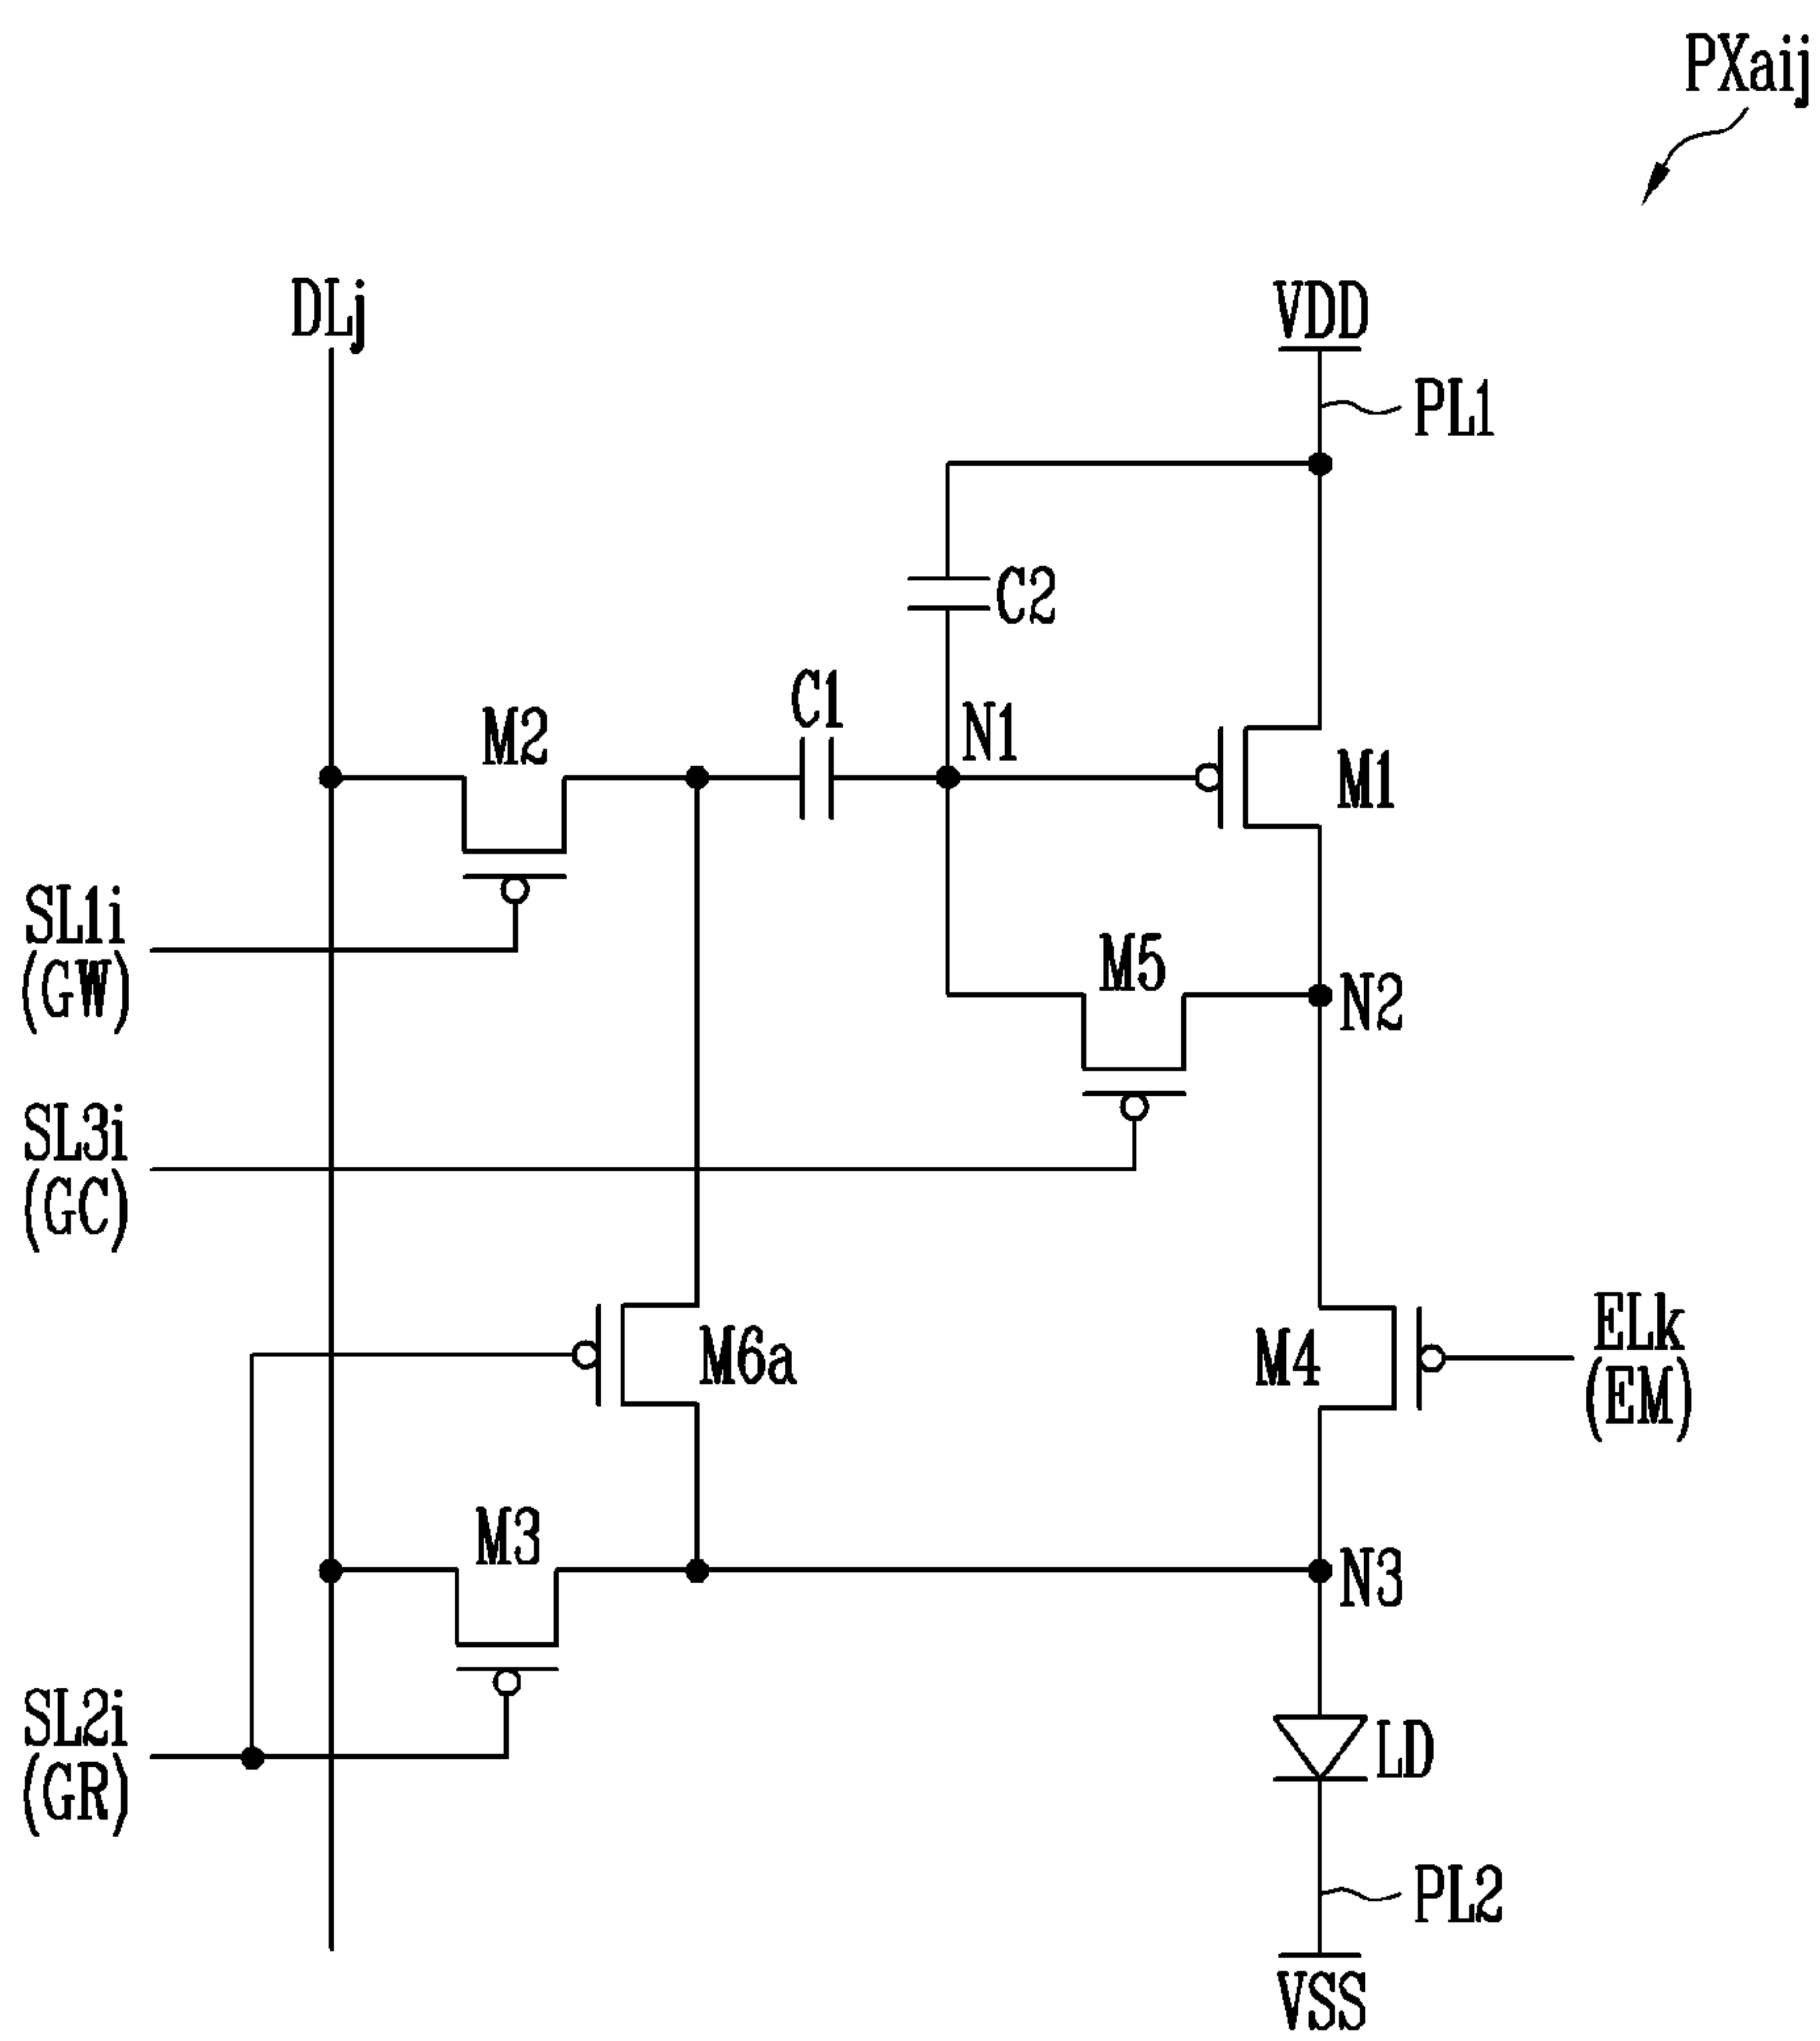 PXaij
DLj
VDD
PL1
C2
C1
M2
N1
M1
SL1i
(GW)
M5
N2
SL3i
(GC)
M6a
M4
ELk
(EM)
M3
N3
SL2i
(GR)
LD
PL2
VSS